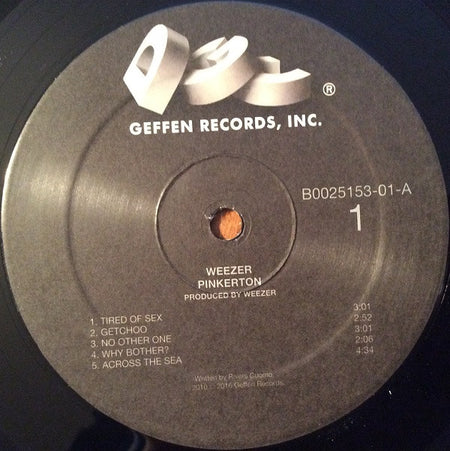 ®
GEFFEN RECORDS, INC.
B0025153-01-A
1
WEEZER
PINKERTON
PRODUCED BY WEEZER
1. TIRED OF SEX 3:01
2. GETCHOO 2:52
3. NO OTHER ONE 3:01
4. WHY BOTHER? 2:06
5. ACROSS THE SEA 4:34
Written by Rivers Cuomo.
2016 Geffen Records.